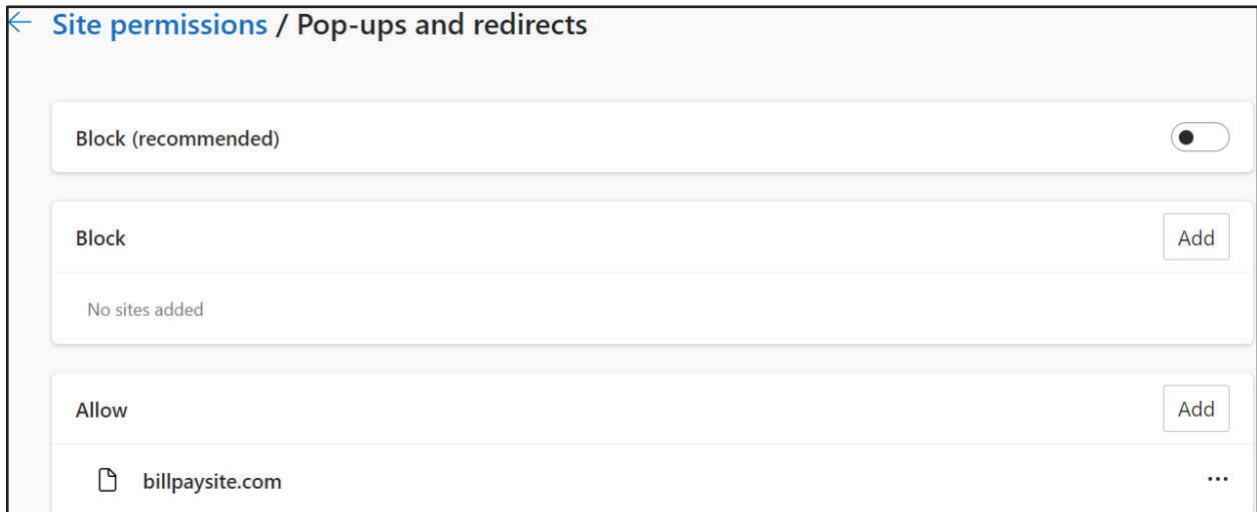 Site permissions / Pop-ups and redirects
Block (recommended)
Block
Add
No sites added
Allow
Add
billpaysite.com